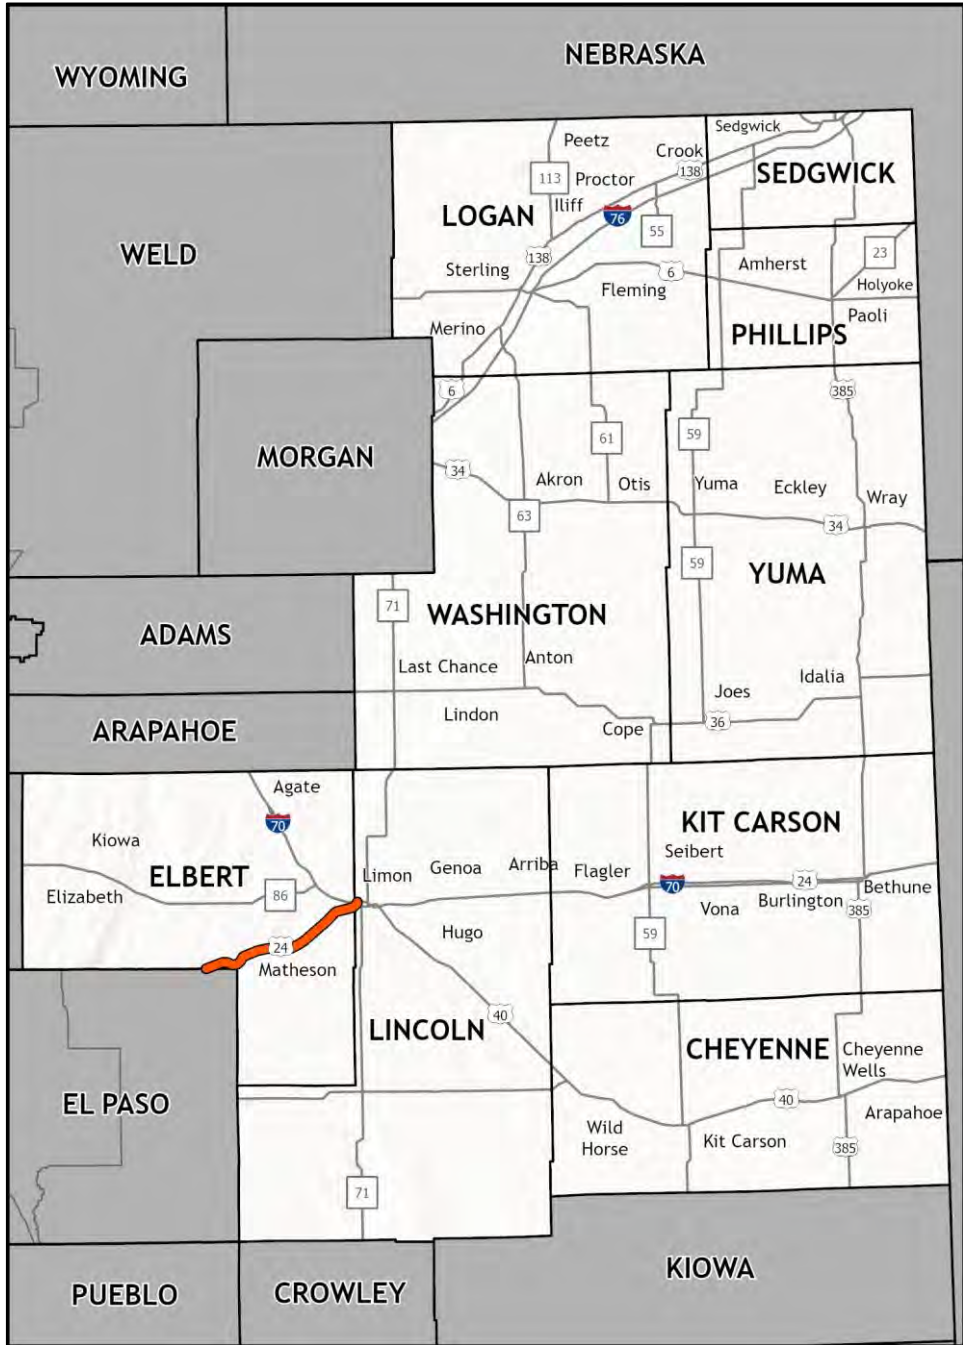 NEBRASKA
WYOMING
Sedgwick
Peetz
Crook
138
SEDGWICK
113
Proctor
Iliff
LOGAN
76
55
WELD
23
138
Amherst
Sterling
6
Holyoke
Fleming
Paoli
Merino
PHILLIPS
6
385
59
61
MORGAN
34
Akron
Otis
Yuma
Eckley
Wray
63
34
59
YUMA
71
WASHINGTON
ADAMS
Anton
Last Chance
Idalia
Joes
Lindon
36
Cope
ARAPAHOE
Agate
70
KIT CARSON
Kiowa
Seibert
ELBERT
Limon
Genoa
Arriba
Flagler
86
70
24
Bethune
Elizabeth
Vona
Burlington
385
Hugo
59
24
Matheson
40
LINCOLN
CHEYENNE
Cheyenne
Wells
EL PASO
40
Arapahoe
Wild
Horse
Kit Carson
385
71
KIOWA
PUEBLO
CROWLEY